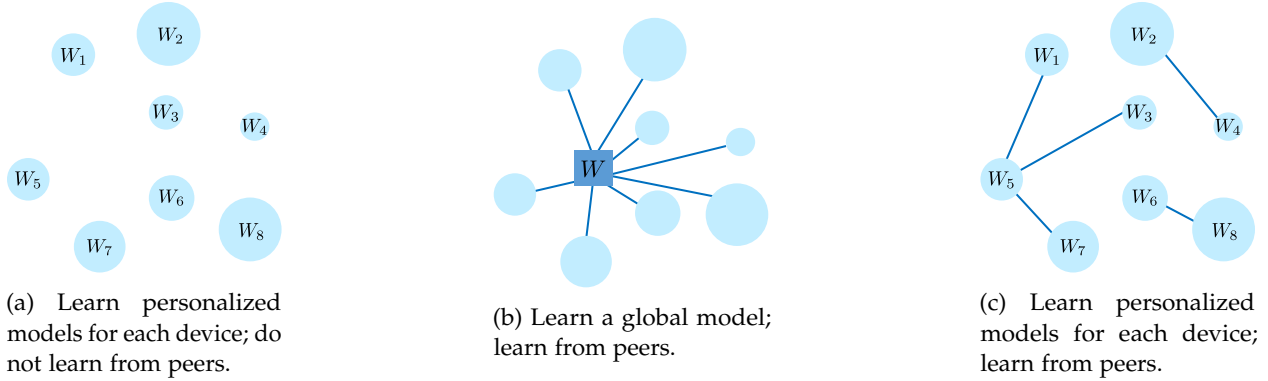 W₁
W₂
W₃
W₄
W₅
W₆
W₇
W₈
(a) Learn personalized
models for each device; do
not learn from peers.
W
(b) Learn a global model;
learn from peers.
W₁
W₂
W₃
W₄
W₅
W₆
W₇
W₈
(c) Learn personalized
models for each device;
learn from peers.